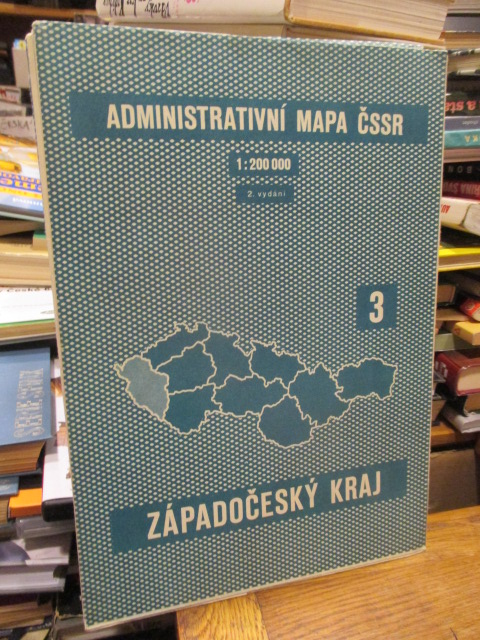 ADMINISTRATIVNÍ MAPA ČSSR
1:200 000
2. vydání
3
ZÁPADOČESKÝ KRAJ